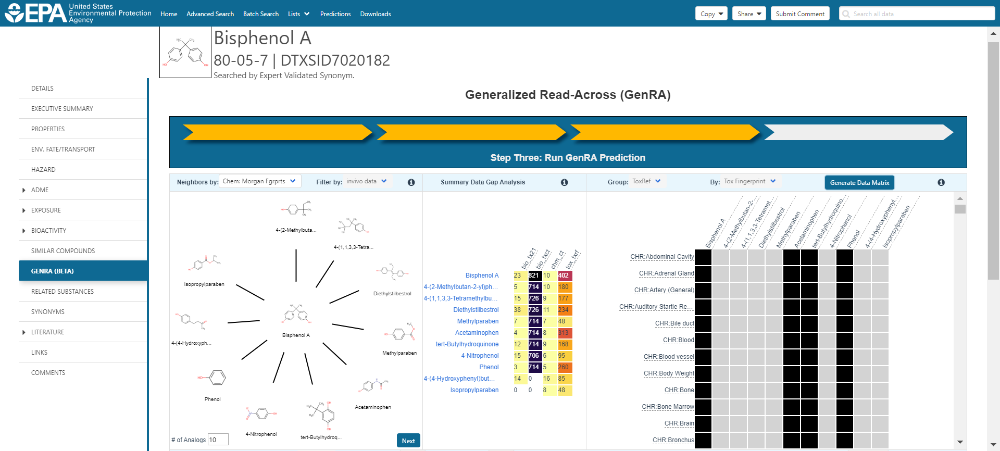 EPA
United States
Environmental Protection
Agency
Home
Advanced Search
Batch Search
Lists
Predictions
Downloads
Copy
Share
Submit Comment
Search all data
Bisphenol A
80-05-7 | DTXSID7020182
Searched by Expert Validated Synonym.
DETAILS
EXECUTIVE SUMMARY
PROPERTIES
ENV. FATE/TRANSPORT
HAZARD
ADME
EXPOSURE
BIOACTIVITY
SIMILAR COMPOUNDS
GENRA (BETA)
RELATED SUBSTANCES
SYNONYMS
LITERATURE
LINKS
COMMENTS
Generalized Read-Across (GenRA)
Step Three: Run GenRA Prediction
Neighbors by: Chem: Morgan Fgrprts
Filter by: invivo data
Summary Data Gap Analysis
Group: ToxRef
By: Tox Fingerprint
Generate Data Matrix
4-(2-Methylbuta...
4-(1,1,3,3-Tetra...
Isopropylparaben
Diethylstilbestrol
Bisphenol A
4-(4-Hydroxyph...
Methylparaben
Phenol
Acetaminophen
4-Nitrophenol
tert-Butylhydroq...
# of Analogs 10
Next
bio_tx21
bio_txct
chm_ct
tox_txrf
Bisphenol A 23 821 10 402
4-(2-Methylbutan-2-yl)ph... 5 714 10 180
4-(1,1,3,3-Tetramethylbu... 15 726 9 177
Diethylstilbestrol 38 726 11 234
Methylparaben 7 714 7 48
Acetaminophen 4 714 8 313
tert-Butylhydroquinone 12 714 9 168
4-Nitrophenol 15 706 6 95
Phenol 3 714 5 260
4-(4-Hydroxyphenyl)but... 14 0 16 85
Isopropylparaben 0 0 8 48
Bisphenol A
4-(2-Methylbutan-2-...
4-(1,1,3,3-Tetramet...
Diethylstilbestrol
Methylparaben
Acetaminophen
tert-Butylhydroquino...
4-Nitrophenol
Phenol
4-(4-Hydroxyphenyl...
Isopropylparaben
CHR:Abdominal Cavity
CHR:Adrenal Gland
CHR:Artery (General)
CHR:Auditory Startle Re...
CHR:Bile duct
CHR:Blood
CHR:Blood vessel
CHR:Body Weight
CHR:Bone
CHR:Bone Marrow
CHR:Brain
CHR:Bronchus